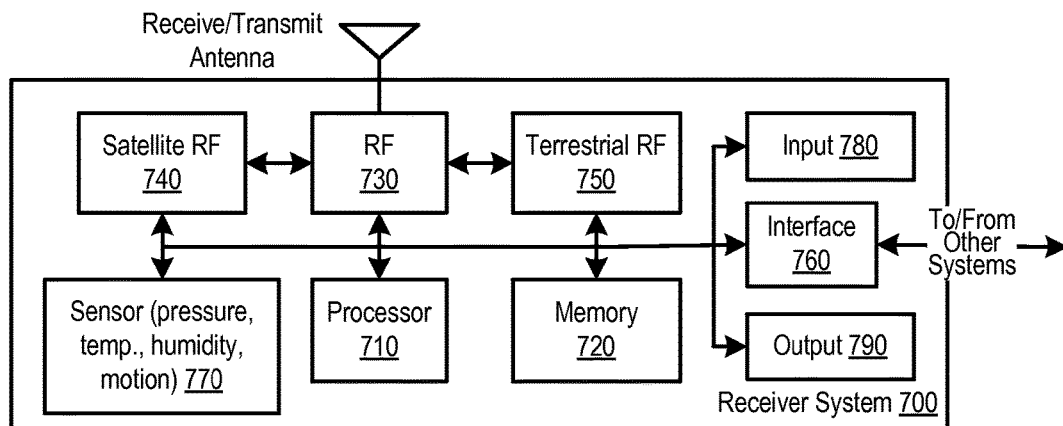 Receive/Transmit
Antenna
Satellite RF
740
RF
730
Terrestrial RF
750
Input 780
Interface
760
To/From
Other
Systems
Sensor (pressure,
temp., humidity,
motion) 770
Processor
710
Memory
720
Output 790
Receiver System 700